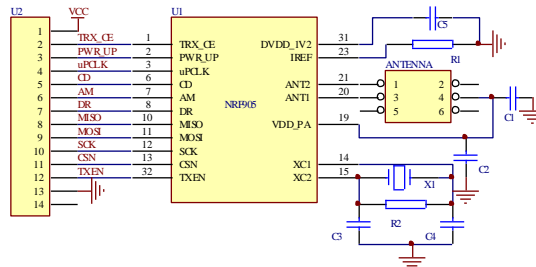 U2
VCC
U1
1
2 TRX_CE 1 TRX_CE
3 PWR_UP 2 PWR_UP
4 uPCLK 3 uPCLK
5 CD 6 CD
6 AM 7 AM
7 DR 8 DR
8 MISO 10 MISO
9 MOSI 11 MOSI
10 SCK 12 SCK
11 CSN 13 CSN
12 TXEN 32 TXEN
13
14
NRF905
DVDD_IV2 31
IREF 23
ANT2 21
ANT1 20
VDD_PA 19
XC1 14
XC2 15
C5
R1
ANTENNA
1 2
3 4
5 6
C1
C2
X1
R2
C3
C4